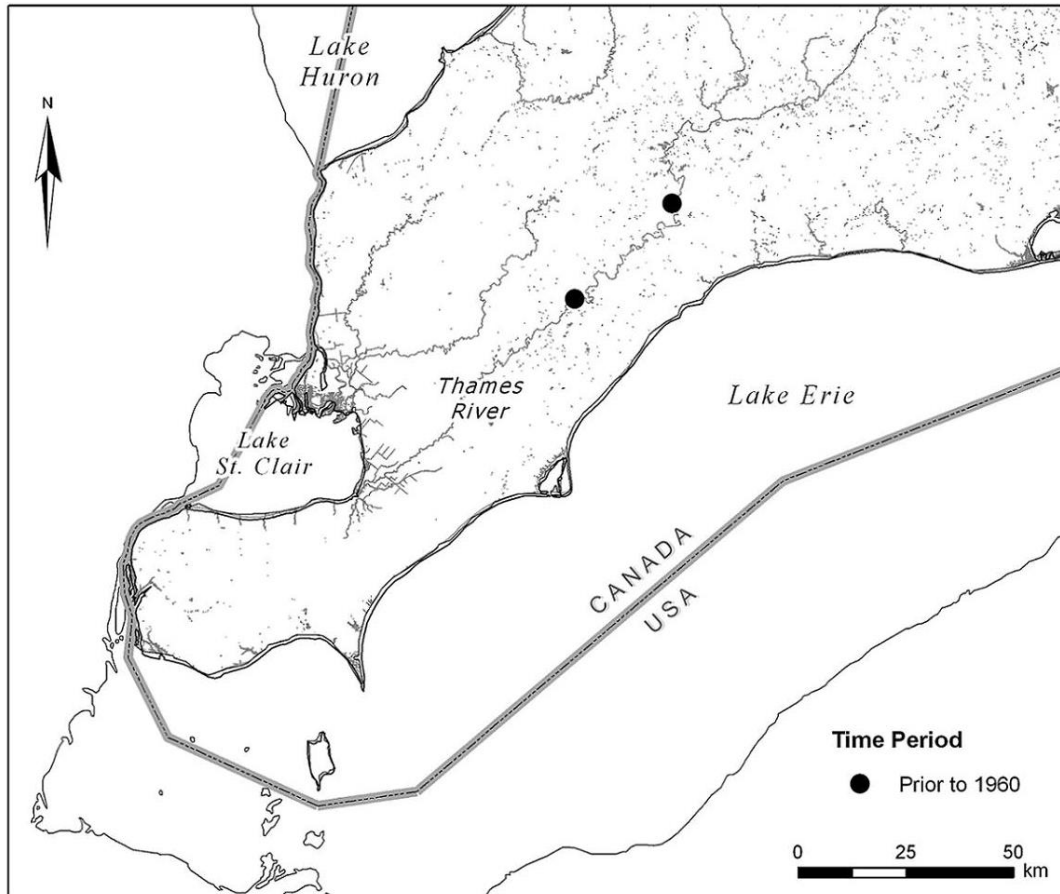 Lake
Huron
N
Thames
River
Lake Erie
Lake
St. Clair
CANADA
USA
Time Period
Prior to 1960
0 25 50
km